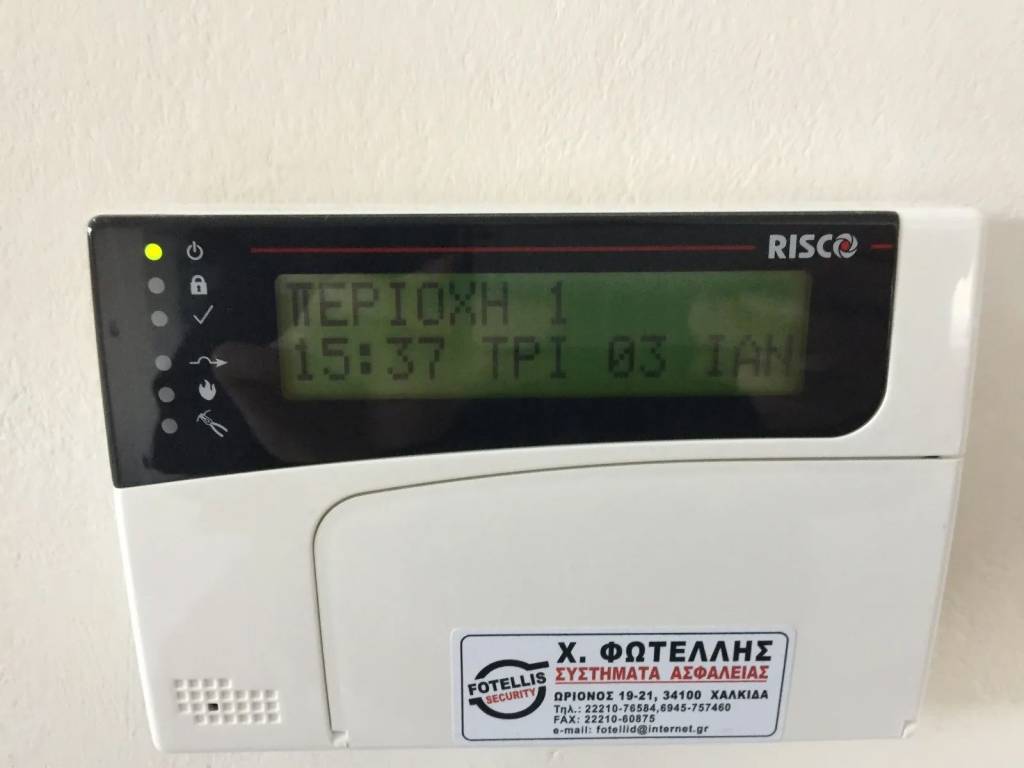 RISCO
ΠΕΡΙΟΧΗ 1
15:37 ΤΡΙ 03 ΙΑΝ
FOTELLIS
SECURITY
Χ. ΦΩΤΕΛΛΗΣ
ΣΥΣΤΗΜΑΤΑ ΑΣΦΑΛΕΙΑΣ
ΩΡΙΟΝΟΣ 19-21, 34100 ΧΑΛΚΙΔΑ
Τηλ.: 22210-76584,6945-757460
FAX: 22210-60875
e-mail: fotellid@internet.gr